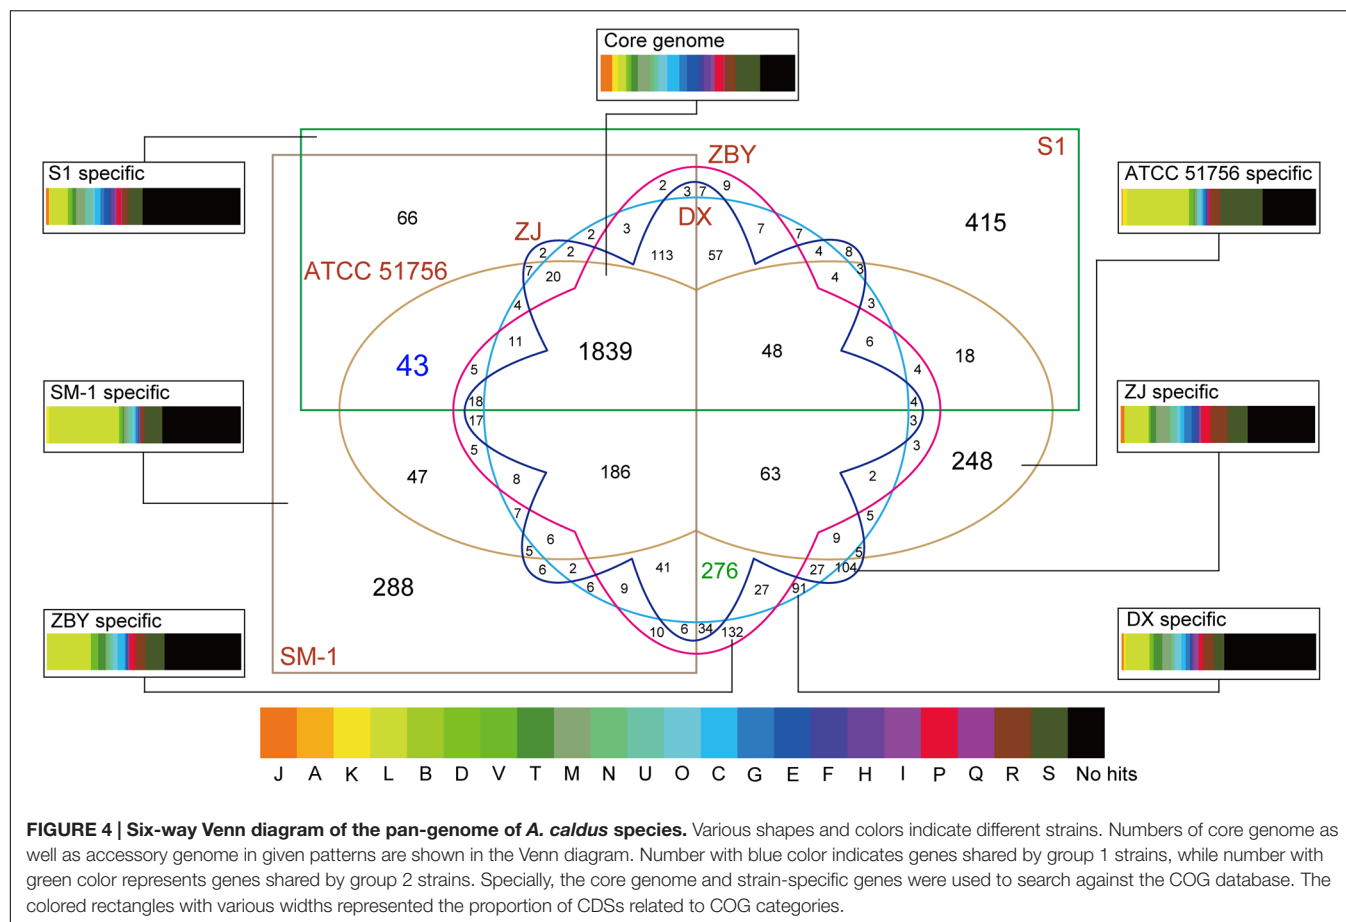 Core genome
S1 specific
ATCC 51756 specific
SM-1 specific
ZJ specific
ZBY specific
DX specific
S1
ZBY
DX
ZJ
ATCC 51756
SM-1
2 3 7 9
66
415
2 3 7 7
2 2 113 57 4 8
7 20 4 3
4 3
11 6
43 1839 48 18
5 4
18 4
17 3
5 3
47 8 186 63 2 248
7 5
6 9
5 5
6 2 41 276 27 104
288 6 9 27 91
10 6 34 132
J A K L B D V T M N U O C G E F H I P Q R S No hits
FIGURE 4 | Six-way Venn diagram of the pan-genome of A. caldus species. Various shapes and colors indicate different strains. Numbers of core genome as
well as accessory genome in given patterns are shown in the Venn diagram. Number with blue color indicates genes shared by group 1 strains, while number with
green color represents genes shared by group 2 strains. Specially, the core genome and strain-specific genes were used to search against the COG database. The
colored rectangles with various widths represented the proportion of CDSs related to COG categories.